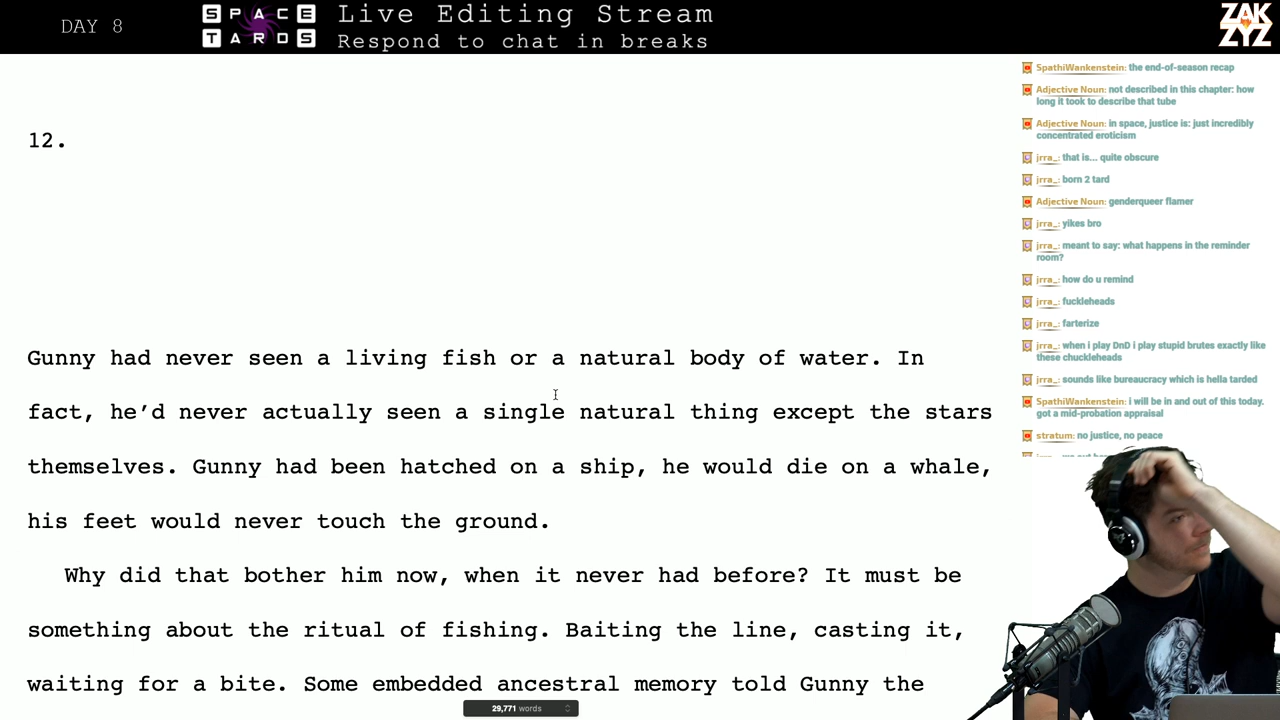 DAY 8
SPACE
TARDS
Live Editing Stream
Respond to chat in breaks
ZAK
ZYZ
12.
Gunny had never seen a living fish or a natural body of water. In
fact, he’d never actually seen a single natural thing except the stars
themselves. Gunny had been hatched on a ship, he would die on a whale,
his feet would never touch the ground.
Why did that bother him now, when it never had before? It must be
something about the ritual of fishing. Baiting the line, casting it,
waiting for a bite. Some embedded ancestral memory told Gunny the
29,771 words
SpathiWankenstein: the end-of-season recap
Adjective Noun: not described in this chapter: how
long it took to describe that tube
Adjective Noun: in space, justice is: just incredibly
concentrated eroticism
jrra_: that is... quite obscure
jrra_: born 2 tard
Adjective Noun: genderqueer flamer
jrra_: yikes bro
jrra_: meant to say: what happens in the reminder
room?
jrra_: how do u remind
jrra_: fuckleheads
jrra_: farterize
jrra_: when i play DnD i play stupid brutes exactly like
these chuckleheads
jrra_: sounds like bureaucracy which is hella tarded
SpathiWankenstein: i will be in and out of this today.
got a mid-probation appraisal
stratum: no justice, no peace